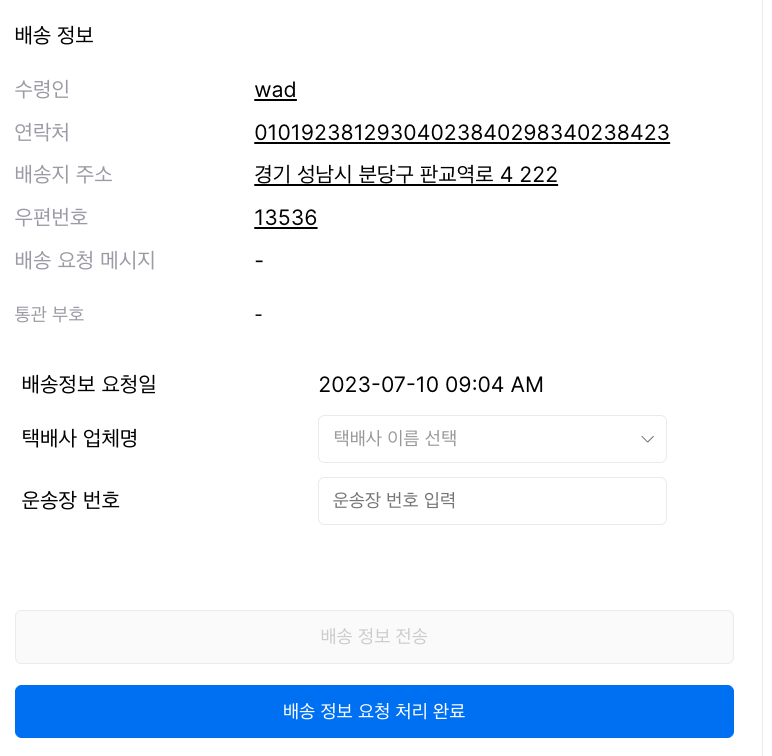 배송 정보
수령인 wad
연락처 010192381293040238402983402​38423
배송지 주소 경기 성남시 분당구 판교역로 4 222
우편번호 13536
배송 요청 메시지 -
통관 부호 -
배송정보 요청일 2023-07-10 09:04 AM
택배사 업체명 택배사 이름 선택
운송장 번호 운송장 번호 입력
배송 정보 전송
배송 정보 요청 처리 완료